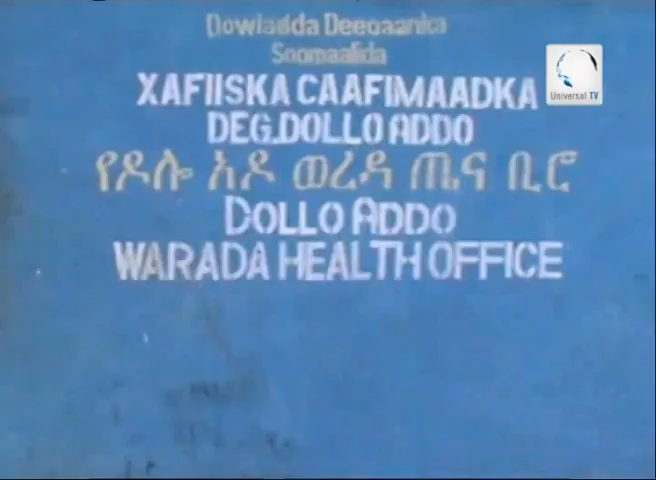 Dowladda Deegaanka
Soomaalida
XAFIISKA CAAFIMAADKA
DEG.DOLLO ADDO
የዶሎ አዶ ወረዳ ጤና ቢሮ
DOLLO ADDO
WARADA HEALTH OFFICE
Universal TV